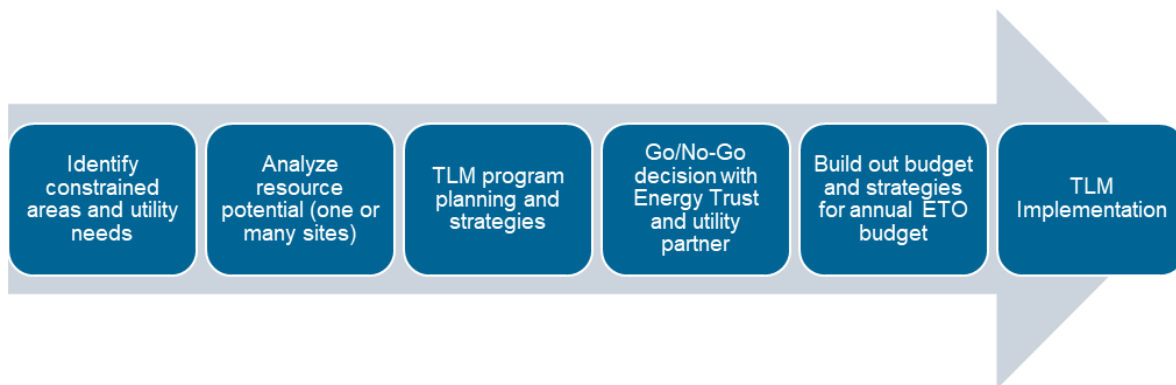 Identify
constrained
areas and utility
needs
Analyze
resource
potential (one or
many sites)
TLM program
planning and
strategies
Go/No-Go
decision with
Energy Trust
and utility
partner
Build out budget
and strategies
for annual ETO
budget
TLM
Implementation